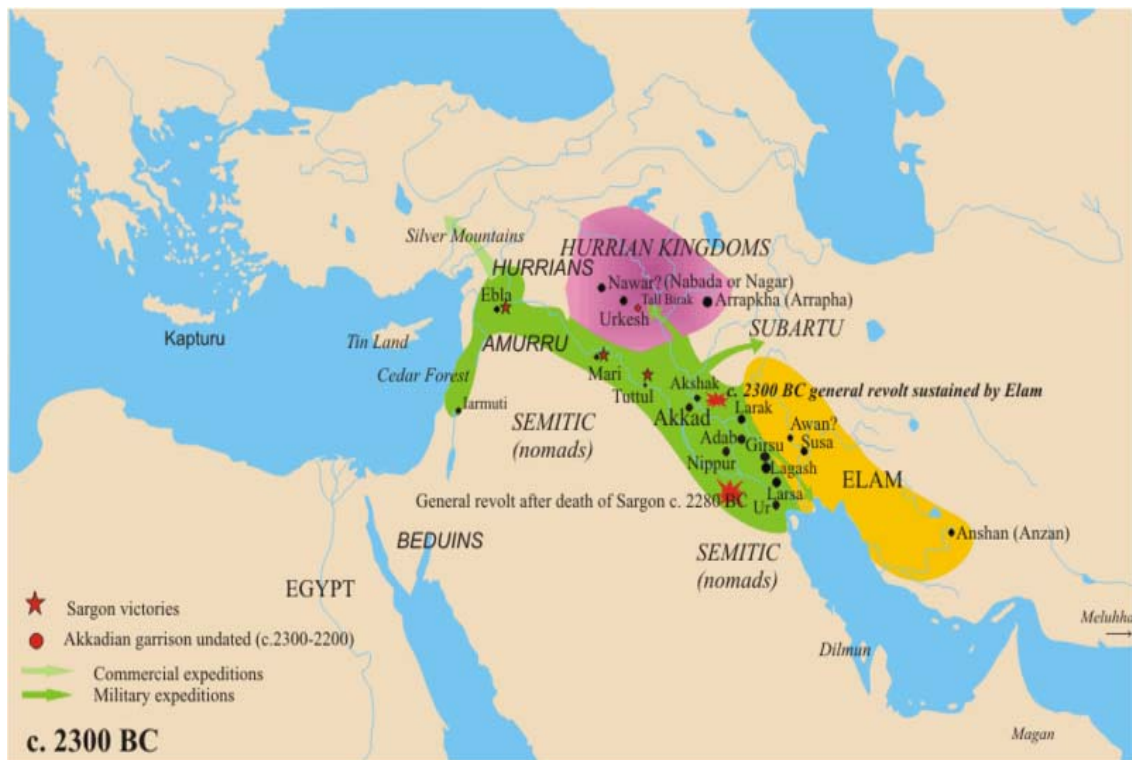 Silver Mountains
HURRIAN KINGDOMS
HURRIANS
Nawar? (Nabada or Nagar)
Ebla
Tall Birak
Arrapkha (Arrapha)
Urkesh
SUBARTU
Kapturu
Tin Land
AMURRU
Cedar Forest
Mari
Tuttul
Akshak
c. 2300 BC general revolt sustained by Elam
Iarmuti
Akkad
Larak
SEMITIC
(nomads)
Awan?
Adab
Girsu
Susa
Nippur
Lagash
ELAM
General revolt after death of Sargon c. 2280 BC
Larsa
Ur
Anshan (Anzan)
BEDUINS
SEMITIC
(nomads)
EGYPT
Sargon victories
Akkadian garrison undated (c.2300-2200)
Commercial expeditions
Military expeditions
Meluhha
Dilmun
Magan
c. 2300 BC